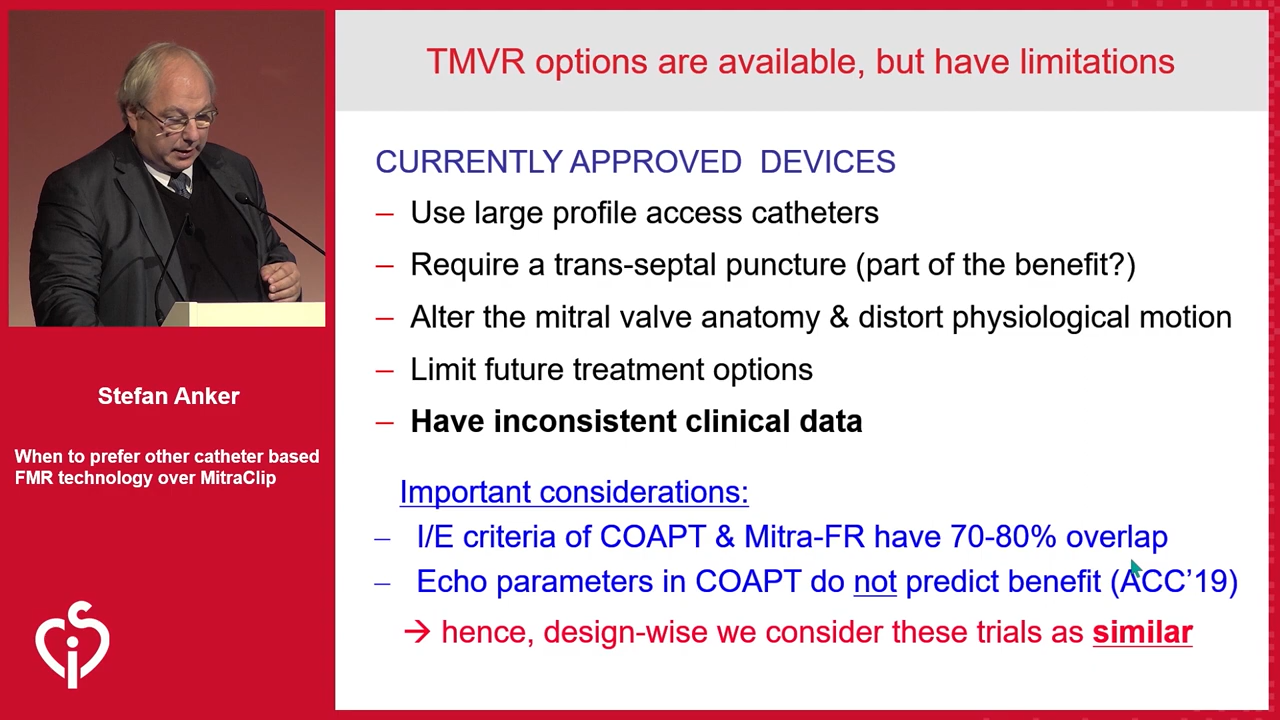 TMVR options are available, but have limitations
CURRENTLY APPROVED DEVICES
– Use large profile access catheters
– Require a trans-septal puncture (part of the benefit?)
– Alter the mitral valve anatomy & distort physiological motion
– Limit future treatment options
– Have inconsistent clinical data
Important considerations:
– I/E criteria of COAPT & Mitra-FR have 70-80% overlap
– Echo parameters in COAPT do not predict benefit (ACC’19)
→ hence, design-wise we consider these trials as similar
Stefan Anker
When to prefer other catheter based
FMR technology over MitraClip
CSi